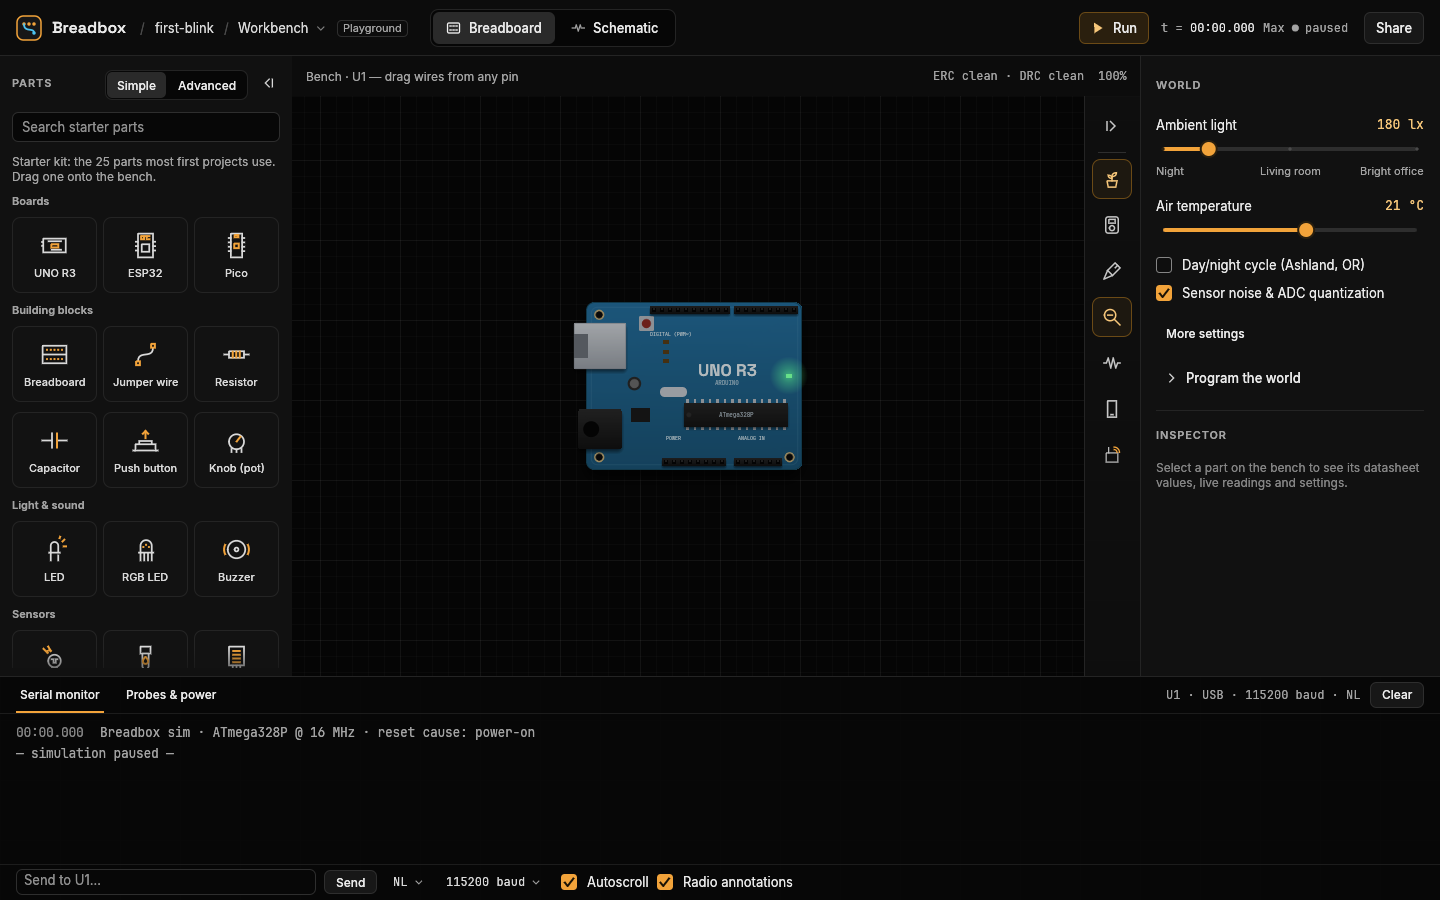 Breadbox / first-blink / Workbench Playground
Breadboard Schematic
Run t = 00:00.000 Max ● paused Share
PARTS Simple Advanced
Search starter parts
Starter kit: the 25 parts most first projects use.
Drag one onto the bench.
Boards
UNO R3 ESP32 Pico
Building blocks
Breadboard Jumper wire Resistor
Capacitor Push button Knob (pot)
Light & sound
LED RGB LED Buzzer
Sensors
Bench · U1 — drag wires from any pin
ERC clean · DRC clean 100%
DIGITAL (PWM~)
UNO R3
ARDUINO
ATmega328P
POWER ANALOG IN
WORLD
Ambient light 180 lx
Night Living room Bright office
Air temperature 21 °C
Day/night cycle (Ashland, OR)
Sensor noise & ADC quantization
More settings
Program the world
INSPECTOR
Select a part on the bench to see its datasheet
values, live readings and settings.
Serial monitor Probes & power
U1 · USB · 115200 baud · NL Clear
00:00.000 Breadbox sim · ATmega328P @ 16 MHz · reset cause: power-on
— simulation paused —
Send to U1... Send NL 115200 baud Autoscroll Radio annotations